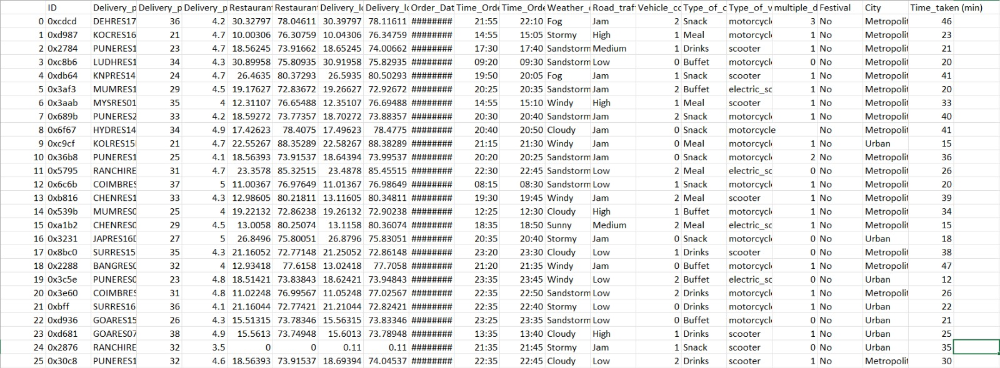 ID Delivery_p Delivery_p Delivery_p Restauran Restauran Delivery_lo Delivery_lo Order_Dat Time_Orde Time_Orde Weather_c Road_traf Vehicle_co Type_of_o Type_of_v multiple_d Festival City Time_taken (min)
0 0xcdcd DEHRES17 36 4.2 30.32797 78.04611 30.39797 78.11611 ######## 21:55 22:10 Fog Jam 2 Snack motorcycl 3 No Metropolit 46
1 0xd987 KOCRES16 21 4.7 10.00306 76.30759 10.04306 76.34759 ######## 14:55 15:05 Stormy High 1 Meal motorcycl 1 No Metropolit 23
2 0x2784 PUNERES1 23 4.7 18.56245 73.91662 18.65245 74.00662 ######## 17:30 17:40 Sandstorm Medium 1 Drinks scooter 1 No Metropolit 21
3 0xc8b6 LUDHRES1 34 4.3 30.89958 75.80935 30.91958 75.82935 ######## 09:20 09:30 Sandstorm Low 0 Buffet motorcycl 0 No Metropolit 20
4 0xdb64 KNPRES14 24 4.7 26.4635 80.37293 26.5935 80.50293 ######## 19:50 20:05 Fog Jam 1 Snack scooter 1 No Metropolit 41
5 0x3af3 MUMRES1 29 4.5 19.17627 72.83672 19.26627 72.92672 ######## 20:25 20:35 Sandstorm Jam 2 Buffet electric_sc 1 No Metropolit 20
6 0x3aab MYSRES01 35 4 12.31107 76.65488 12.35107 76.69488 ######## 14:55 15:10 Windy High 1 Meal scooter 1 No Metropolit 33
7 0x689b PUNERES2 33 4.2 18.59272 73.77357 18.70272 73.88357 ######## 20:30 20:40 Sandstorm Jam 2 Snack motorcycl 1 No Metropolit 40
8 0x6f67 HYDRES14 34 4.9 17.42623 78.4075 17.49623 78.4775 ######## 20:40 20:50 Cloudy Jam 0 Snack motorcycle No Metropolit 41
9 0xc9cf KOLRES15 21 4.7 22.55267 88.35289 22.58267 88.38289 ######## 21:15 21:30 Windy Jam 0 Meal motorcycl 1 No Urban 15
10 0x36b8 PUNERES1 25 4.1 18.56393 73.91537 18.64394 73.99537 ######## 20:20 20:25 Sandstorm Jam 0 Snack motorcycl 2 No Metropolit 36
11 0x5795 RANCHIRE 31 4.7 23.3578 85.32515 23.4878 85.45515 ######## 22:30 22:45 Sandstorm Low 2 Meal electric_sc 0 No Metropolit 26
12 0x6c6b COIMBRES 37 5 11.00367 76.97649 11.01367 76.98649 ######## 08:15 08:30 Sandstorm Low 1 Snack motorcycl 1 No Metropolit 20
13 0xb816 CHENRES1 33 4.3 12.98605 80.21811 13.11605 80.34811 ######## 19:30 19:45 Windy Jam 2 Meal scooter 1 No Metropolit 39
14 0x539b MUMRES0 25 4 19.22132 72.86238 19.26132 72.90238 ######## 12:25 12:30 Cloudy High 1 Buffet motorcycl 1 No Metropolit 34
15 0xa1b2 CHENRES0 29 4.5 13.0058 80.25074 13.1158 80.36074 ######## 18:35 18:50 Sunny Medium 2 Meal electric_sc 1 No Metropolit 15
16 0x3231 JAPRES16D 27 5 26.8496 75.80051 26.8796 75.83051 ######## 20:35 20:40 Stormy Jam 0 Snack motorcycl 0 No Urban 18
17 0x8bc0 SURRES15 35 4.3 21.16052 72.77148 21.25052 72.86148 ######## 23:20 23:30 Cloudy Low 1 Drinks scooter 0 No Metropolit 38
18 0x2288 BANGRES0 32 4 12.93418 77.6158 13.02418 77.7058 ######## 21:20 21:35 Windy Jam 0 Buffet motorcycl 1 No Metropolit 47
19 0x3c5e PUNERES0 23 4.8 18.51421 73.83843 18.62421 73.94843 ######## 23:35 23:45 Windy Low 2 Buffet electric_sc 0 No Urban 12
20 0x3e60 COIMBRES 31 4.8 11.02248 76.99567 11.05248 77.02567 ######## 22:35 22:50 Sandstorm Low 2 Drinks motorcycl 1 No Metropolit 26
21 0xbff SURRES16 36 4.1 21.16044 72.77421 21.21044 72.82421 ######## 22:35 22:40 Stormy Low 0 Drinks motorcycl 1 No Urban 22
22 0xd936 GOARES15 26 4.3 15.51315 73.78346 15.56315 73.83346 ######## 23:25 23:35 Sandstorm Low 0 Buffet motorcycl 0 No Urban 21
23 0xd681 GOARES07 38 4.9 15.5613 73.74948 15.6013 73.78948 ######## 13:35 13:40 Cloudy High 1 Drinks scooter 1 No Urban 25
24 0x2876 RANCHIRE 32 3.5 0 0 0.11 0.11 ######## 21:35 21:45 Stormy Jam 1 Snack scooter 0 No Urban 35
25 0x30c8 PUNERES1 32 4.6 18.56393 73.91537 18.69394 74.04537 ######## 22:35 22:45 Cloudy Low 2 Drinks scooter 1 No Metropolit 30